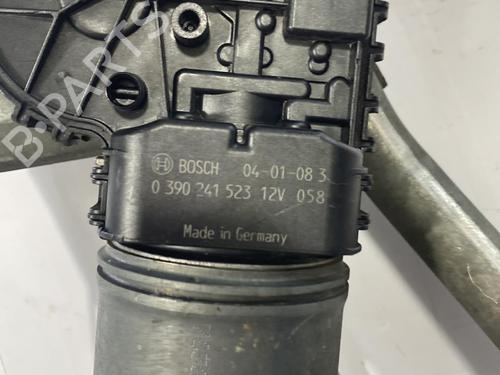 B-PARTS
BOSCH 04-01-08 3
0 390 241 523 12V 058
Made in Germany